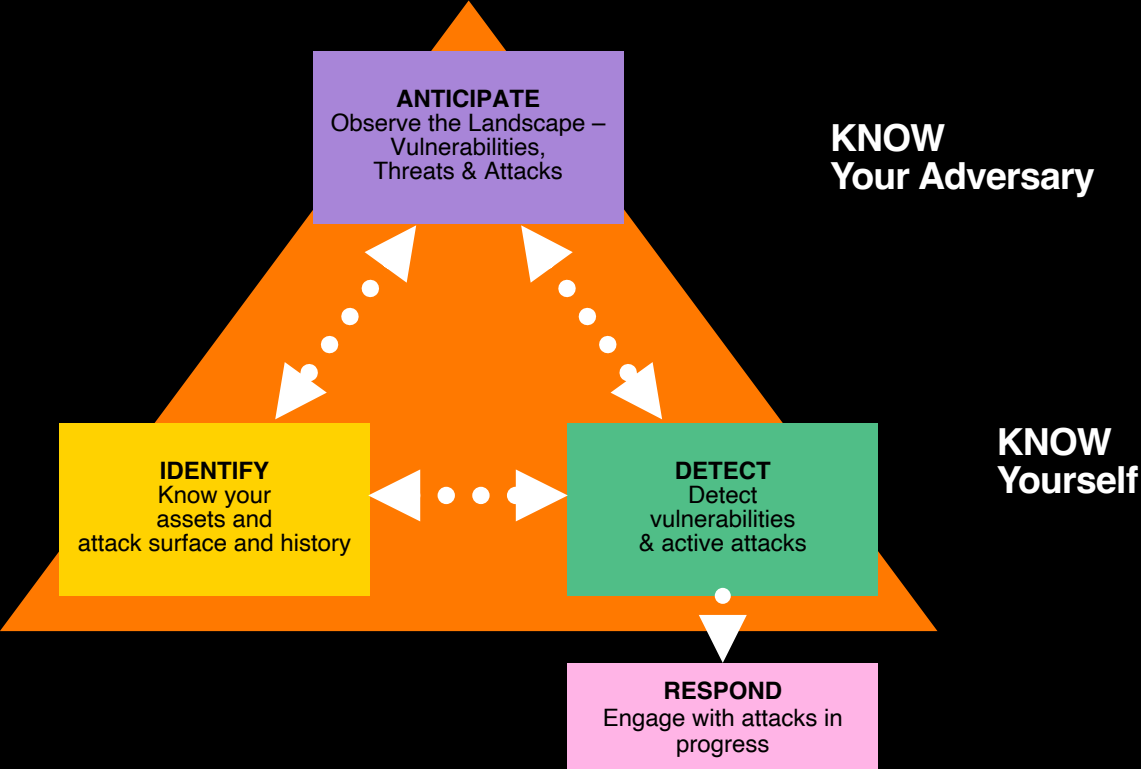 ANTICIPATE
Observe the Landscape –
Vulnerabilities,
Threats & Attacks
KNOW
Your Adversary
IDENTIFY
Know your
assets and
attack surface and history
DETECT
Detect
vulnerabilities
& active attacks
KNOW
Yourself
RESPOND
Engage with attacks in
progress